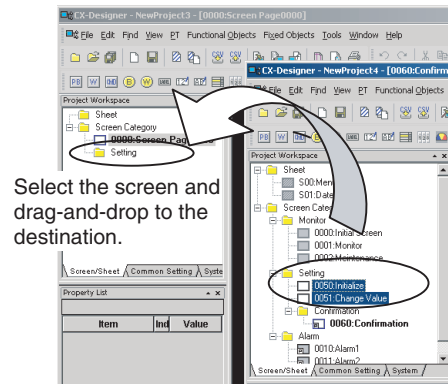 CX-Designer - NewProject3 - [0000:Screen Page0000]
File Edit Find View PT Functional Objects Fixed Objects Tools Window Help
CX-Designer - NewProject4 - [0060:Confirm
File Edit Find View PT Functional Objects
Project Workspace
Sheet
Screen Category
0000:Screen
Setting
Select the screen and
drag-and-drop to the
destination.
Screen/Sheet Common Setting Syste
Property List
Item Ind Value
Project Workspace
Sheet
S00:Men
S01:Date
Screen Categ
Monitor
0000:Initial Screen
0001:Monitor
0002:Maintenance
Setting
0050:Initialize
0051:Change Value
Confirmation
0060:Confirmation
Alarm
0010:Alarm1
0011:Alarm2
Screen/Sheet Common Setting System